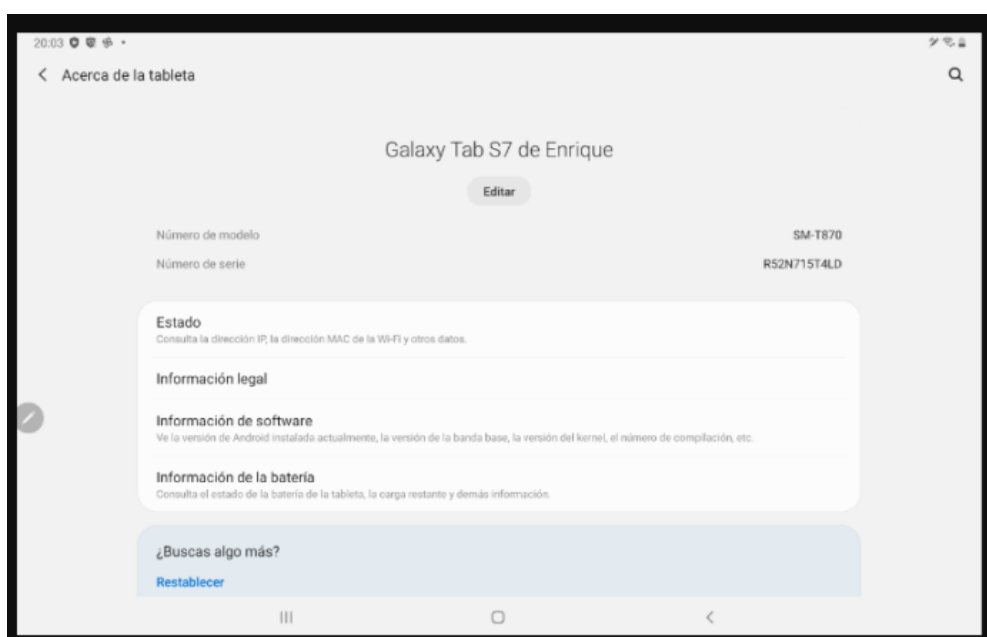 20:03
Acerca de la tableta
Galaxy Tab S7 de Enrique
Editar
Número de modelo SM-T870
Número de serie R52N715T4LD
Estado
Consulta la dirección IP, la dirección MAC de la Wi-Fi y otros datos.
Información legal
Información de software
Ve la versión de Android instalada actualmente, la versión de la banda base, la versión del kernel, el número de compilación, etc.
Información de la batería
Consulta el estado de la batería de la tableta, la carga restante y demás información.
¿Buscas algo más?
Restablecer